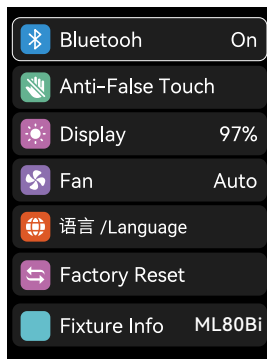 Bluetooh On
Anti-False Touch
Display 97%
Fan Auto
语言 /Language
Factory Reset
Fixture Info ML80Bi